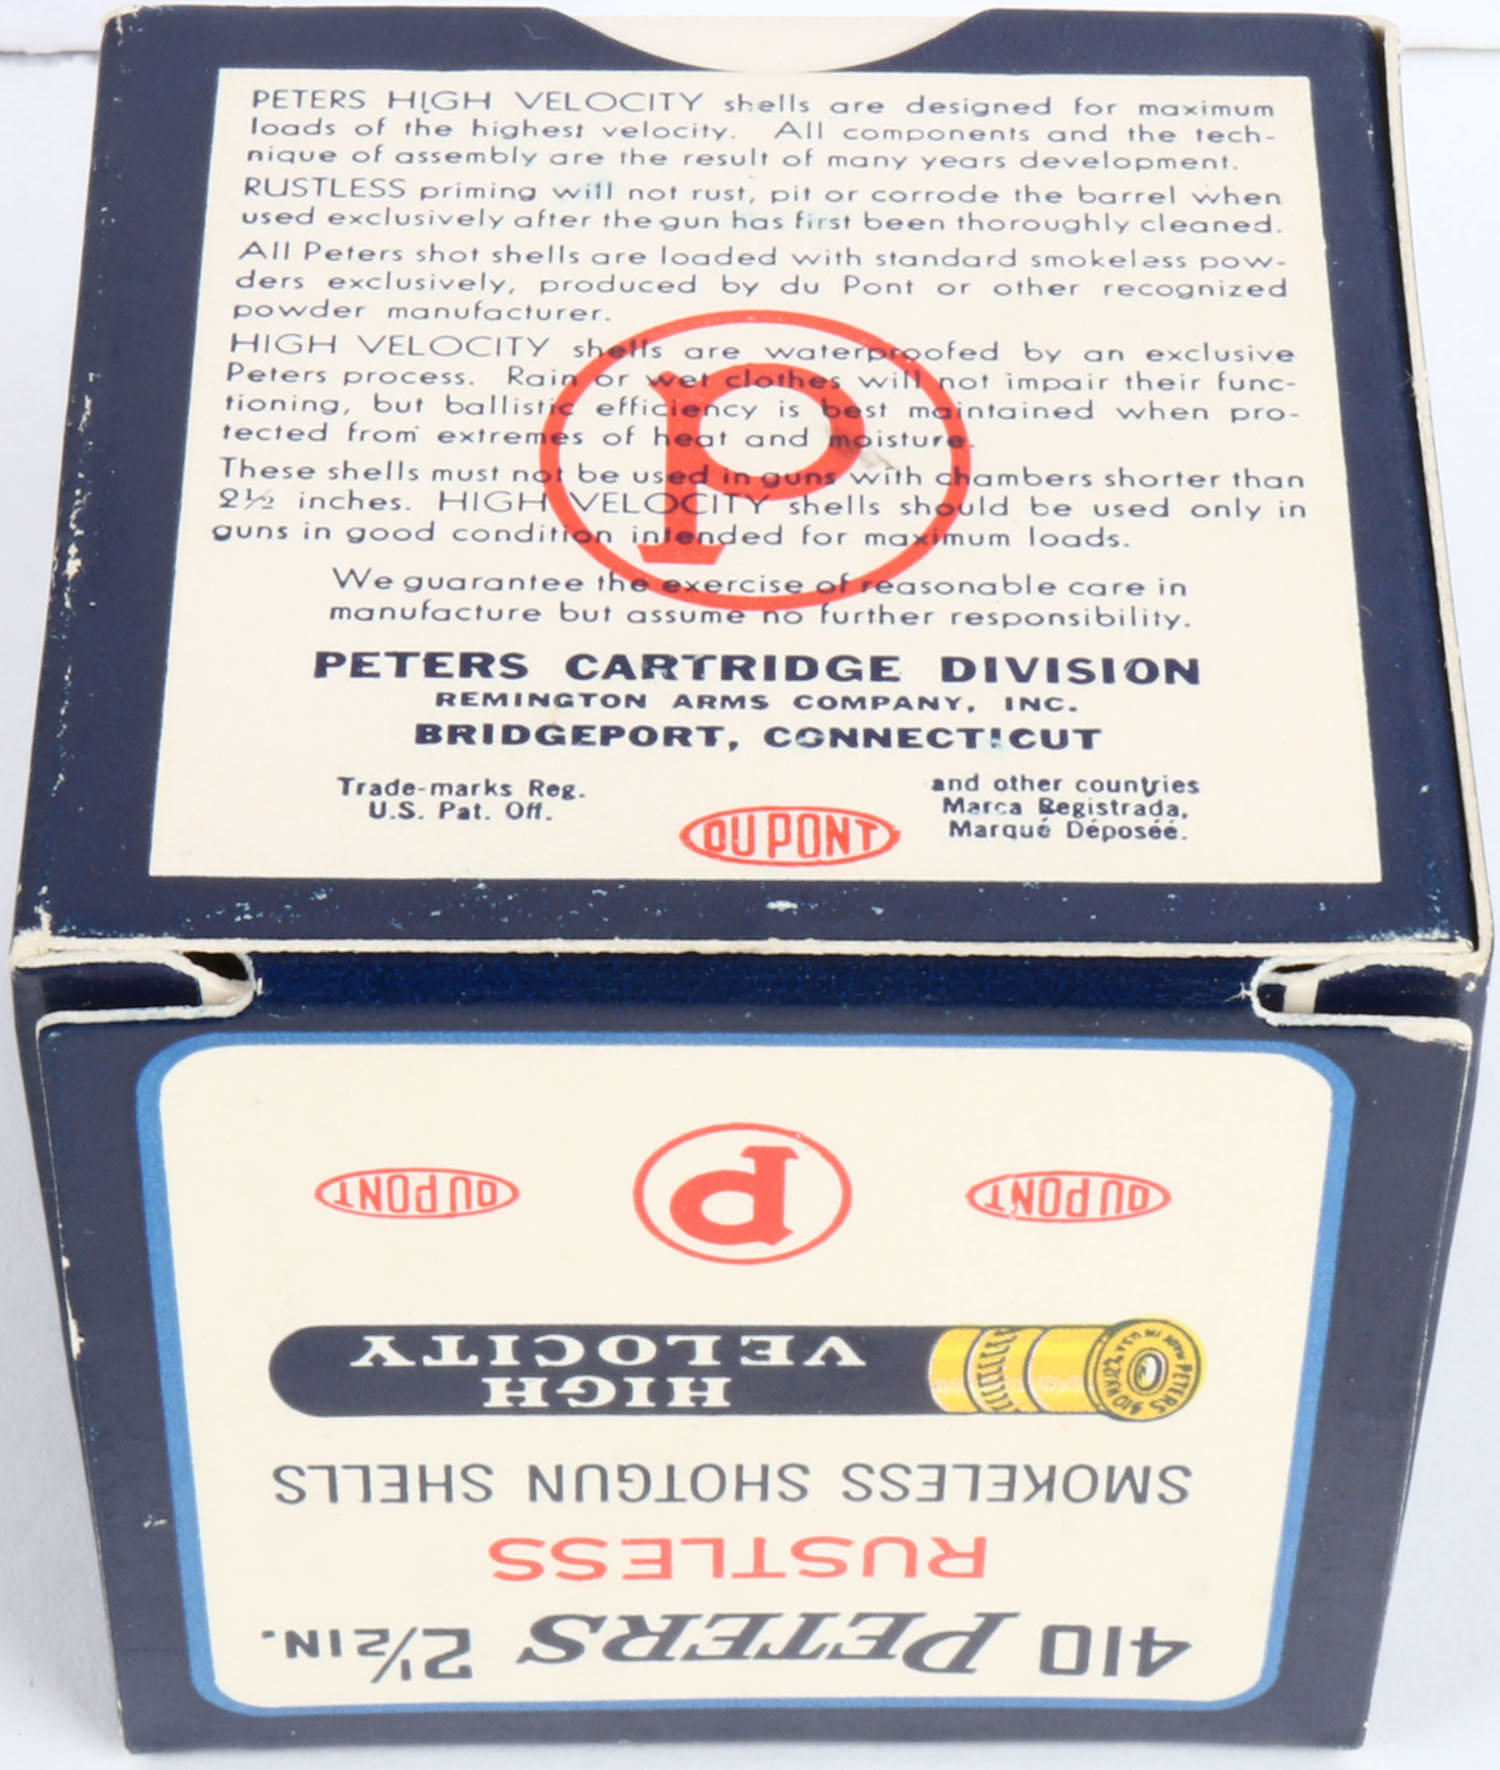 PETERS HIGH VELOCITY shells are designed for maximum
loads of the highest velocity. All components and the tech-
nique of assembly are the result of many years development.
RUSTLESS priming will not rust, pit or corrode the barrel when
used exclusively after the gun has first been thoroughly cleaned.
All Peters shot shells are loaded with standard smokeless pow-
ders exclusively, produced by du Pont or other recognized
powder manufacturer.
HIGH VELOCITY shells are waterproofed by an exclusive
Peters process. Rain or wet clothes will not impair their func-
tioning, but ballistic efficiency is best maintained when pro-
tected from extremes of heat and moisture.
These shells must not be used in guns with chambers shorter than
2½ inches. HIGH VELOCITY shells should be used only in
guns in good condition intended for maximum loads.
P
We guarantee the exercise of reasonable care in
manufacture but assume no further responsibility.
PETERS CARTRIDGE DIVISION
REMINGTON ARMS COMPANY, INC.
BRIDGEPORT, CONNECTICUT
Trade-marks Reg.
U.S. Pat. Off.
DU PONT
and other countries
Marca Registrada,
Marqué Déposéé.
410 PETERS 2½ IN.
RUSTLESS
SMOKELESS SHOTGUN SHELLS
HIGH
VELOCITY
PETERS
DU PONT
P
DU PONT